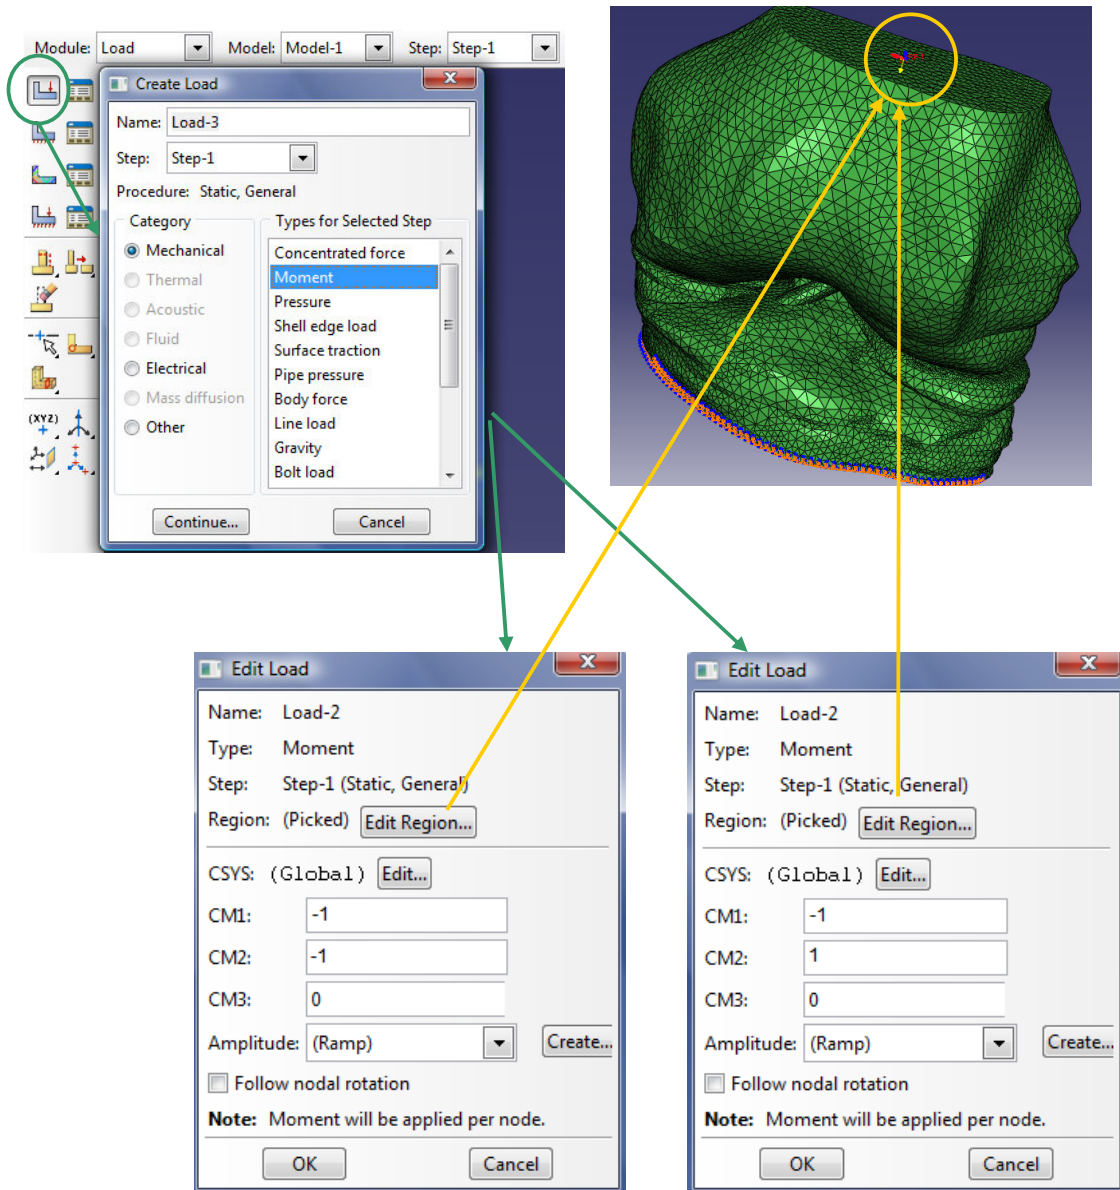 Module: Load Model: Model-1 Step: Step-1
Create Load
Name: Load-3
Step: Step-1
Procedure: Static, General
Category
Mechanical
Thermal
Acoustic
Fluid
Electrical
Mass diffusion
Other
Types for Selected Step
Concentrated force
Moment
Pressure
Shell edge load
Surface traction
Pipe pressure
Body force
Line load
Gravity
Bolt load
Continue... Cancel
(XYZ)
Edit Load
Name: Load-2
Type: Moment
Step: Step-1 (Static, General)
Region: (Picked) Edit Region...
CSYS: (Global) Edit...
CM1: -1
CM2: -1
CM3: 0
Amplitude: (Ramp) Create...
Follow nodal rotation
Note: Moment will be applied per node.
OK Cancel
Edit Load
Name: Load-2
Type: Moment
Step: Step-1 (Static, General)
Region: (Picked) Edit Region...
CSYS: (Global) Edit...
CM1: -1
CM2: 1
CM3: 0
Amplitude: (Ramp) Create...
Follow nodal rotation
Note: Moment will be applied per node.
OK Cancel